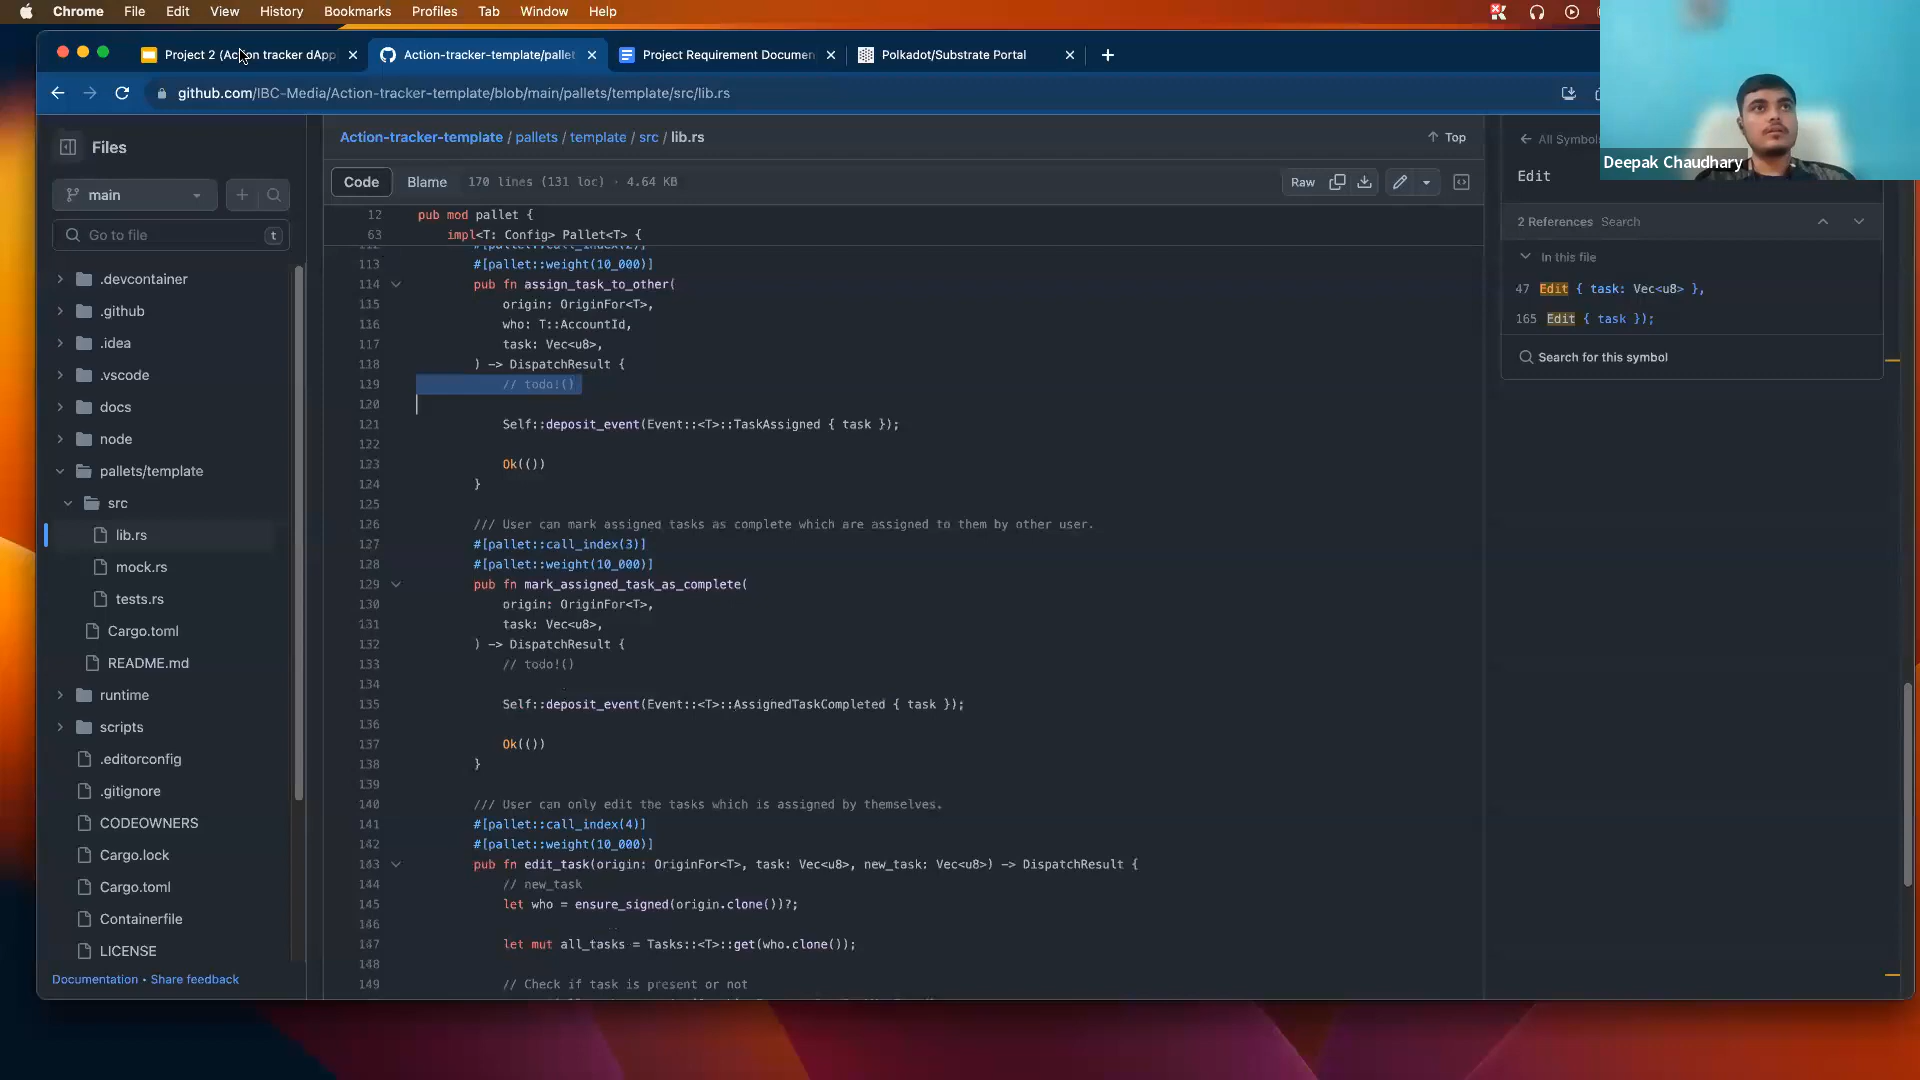 Chrome File Edit View History Bookmarks Profiles Tab Window Help
Project 2 (Action tracker dApp
Action-tracker-template/pallet
Project Requirement Documen
Polkadot/Substrate Portal
github.com/IBC-Media/Action-tracker-template/blob/main/pallets/template/src/lib.rs
Deepak Chaudhary
Files
main
Go to file
t
.devcontainer
.github
.idea
.vscode
docs
node
pallets/template
src
lib.rs
mock.rs
tests.rs
Cargo.toml
README.md
runtime
scripts
.editorconfig
.gitignore
CODEOWNERS
Cargo.lock
Cargo.toml
Containerfile
LICENSE
Documentation • Share feedback
Action-tracker-template / pallets / template / src / lib.rs
Top
Code Blame 170 lines (131 loc) · 4.64 KB
Raw
12 pub mod pallet {
63 impl<T: Config> Pallet<T> {
112 #[pallet::call_index(2)]
113 #[pallet::weight(10_000)]
114 pub fn assign_task_to_other(
115 origin: OriginFor<T>,
116 who: T::AccountId,
117 task: Vec<u8>,
118 ) -> DispatchResult {
119 // todo!()
120
121 Self::deposit_event(Event::<T>::TaskAssigned { task });
122
123 Ok(())
124 }
125
126 /// User can mark assigned tasks as complete which are assigned to them by other user.
127 #[pallet::call_index(3)]
128 #[pallet::weight(10_000)]
129 pub fn mark_assigned_task_as_complete(
130 origin: OriginFor<T>,
131 task: Vec<u8>,
132 ) -> DispatchResult {
133 // todo!()
134
135 Self::deposit_event(Event::<T>::AssignedTaskCompleted { task });
136
137 Ok(())
138 }
139
140 /// User can only edit the tasks which is assigned by themselves.
141 #[pallet::call_index(4)]
142 #[pallet::weight(10_000)]
143 pub fn edit_task(origin: OriginFor<T>, task: Vec<u8>, new_task: Vec<u8>) -> DispatchResult {
144 // new_task
145 let who = ensure_signed(origin.clone())?;
146
147 let mut all_tasks = Tasks::<T>::get(who.clone());
148
149 // Check if task is present or not
All Symbols
Edit
2 References Search
In this file
47 Edit { task: Vec<u8> },
165 Edit { task });
Search for this symbol